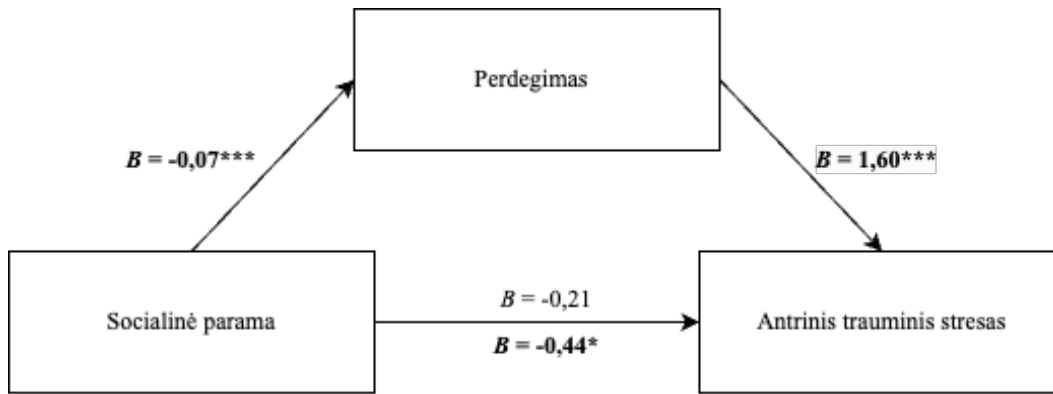 Perdegimas
B = -0,07***
B = 1,60***
Socialinė parama
B = -0,21
B = -0,44*
Antrinis trauminis stresas